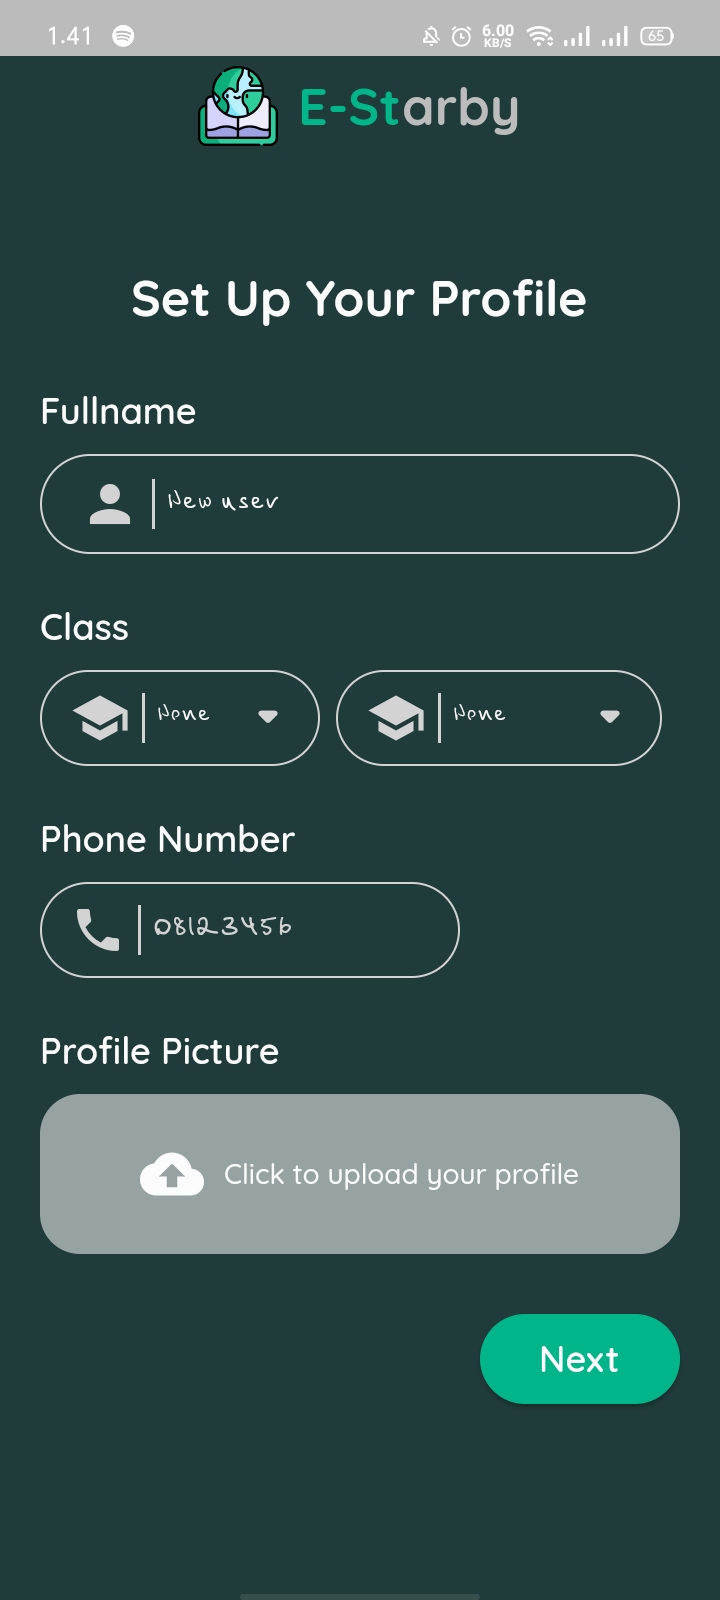 1.41 6.00 KB/S 65
E-Starby
Set Up Your Profile
Fullname
New user
Class
None None
Phone Number
08123456
Profile Picture
Click to upload your profile
Next